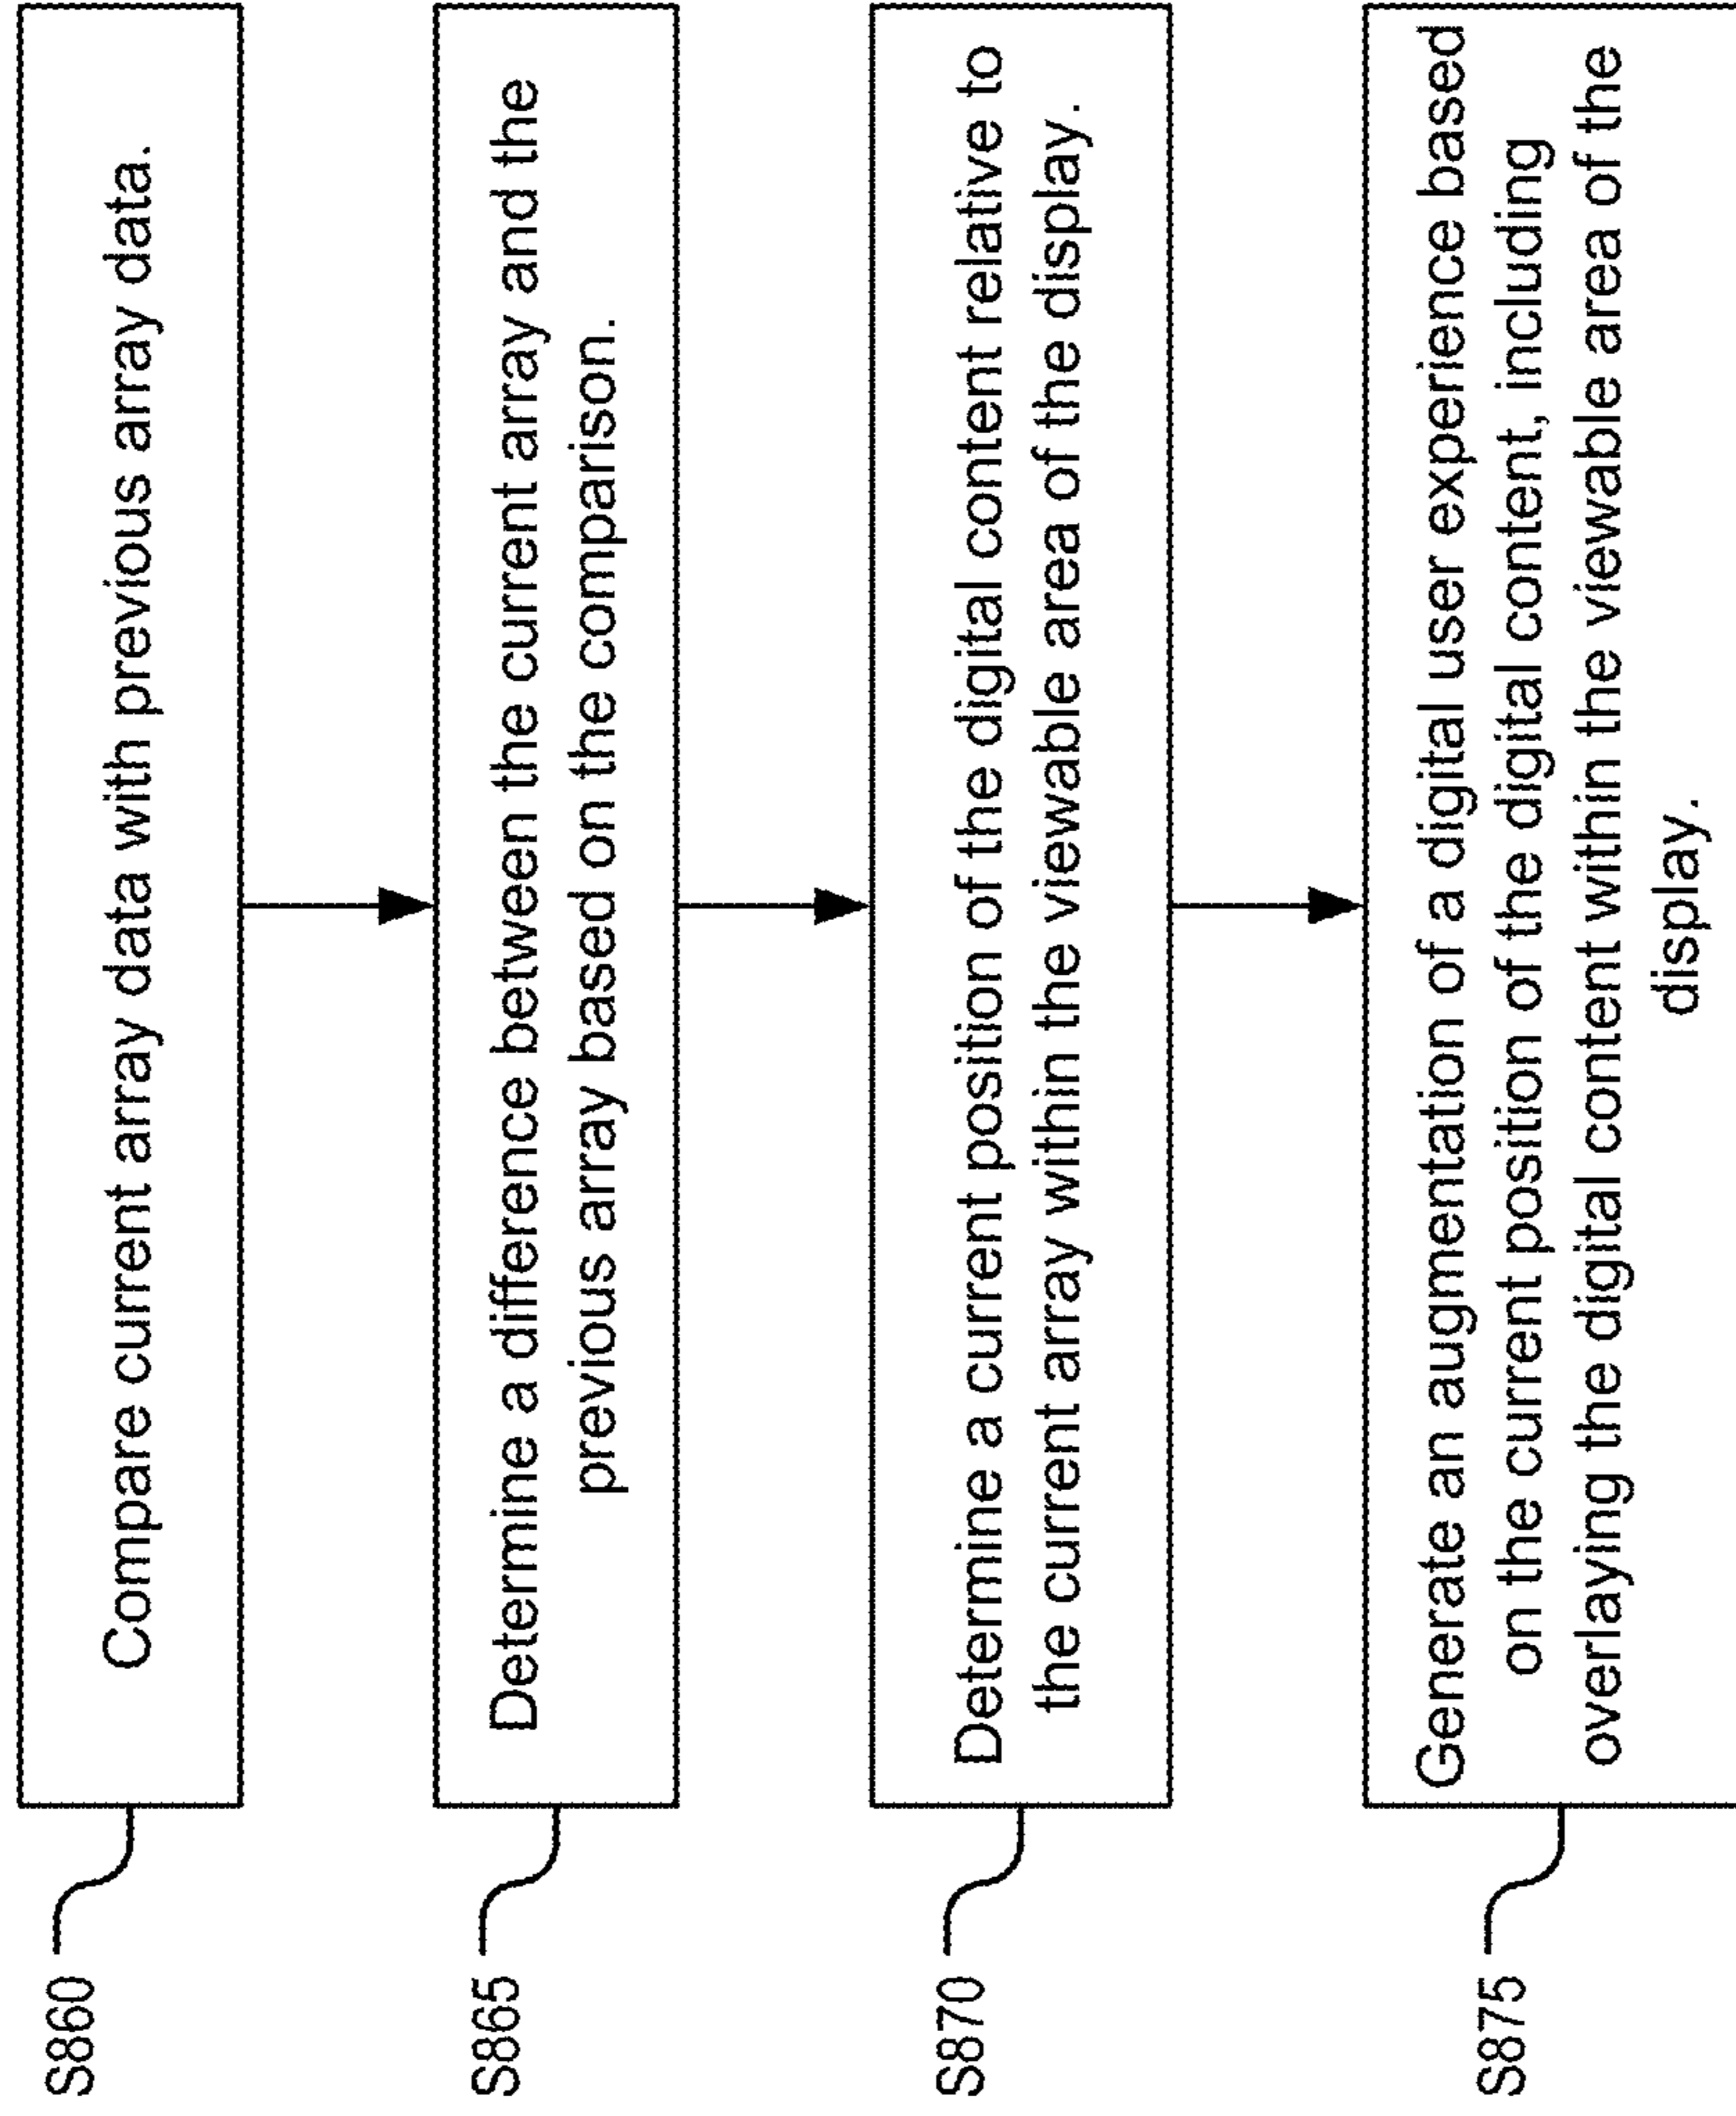 S860
Compare current array data with previous array data.
S865
Determine a difference between the current array and the
previous array based on the comparison.
S870
Determine a current position of the digital content relative to
the current array within the viewable area of the display.
S875
Generate an augmentation of a digital user experience based
on the current position of the digital content, including
overlaying the digital content within the viewable area of the
display.